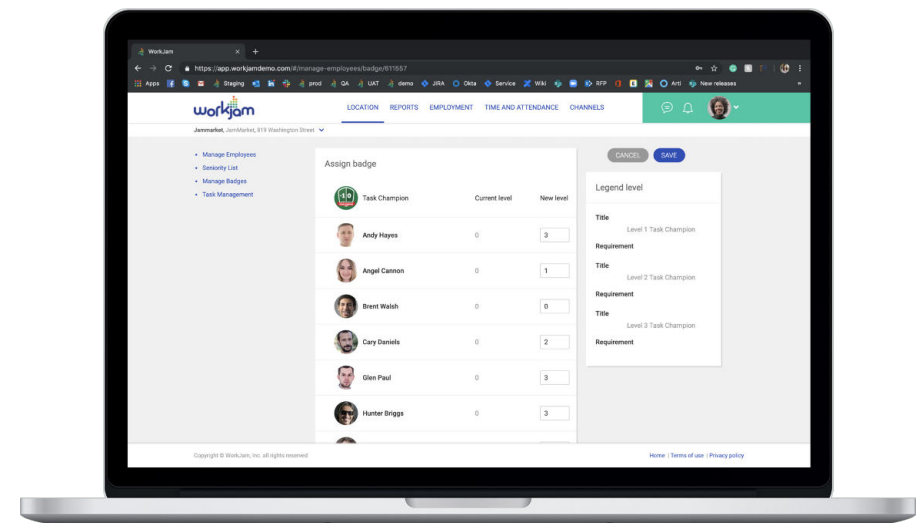 WorkJam
https://app.workjamdemo.com/#/manage-employees/badge/611557
Apps Staging prod QA UAT demo JIRA Okta Service Wiki RFP Arti New releases
workjam
LOCATION REPORTS EMPLOYMENT TIME AND ATTENDANCE CHANNELS
Jammarket, JamMarket, 819 Washington Street
Manage Employees
Seniority List
Manage Badges
Task Management
Assign badge
Task Champion Current level New level
Andy Hayes 0 3
Angel Cannon 0 1
Brent Walsh 0 0
Cary Daniels 0 2
Glen Paul 0 3
Hunter Briggs 0 3
CANCEL SAVE
Legend level
Title
Level 1 Task Champion
Requirement
Title
Level 2 Task Champion
Requirement
Title
Level 3 Task Champion
Requirement
Copyright © WorkJam, Inc. all rights reserved
Home | Terms of use | Privacy policy